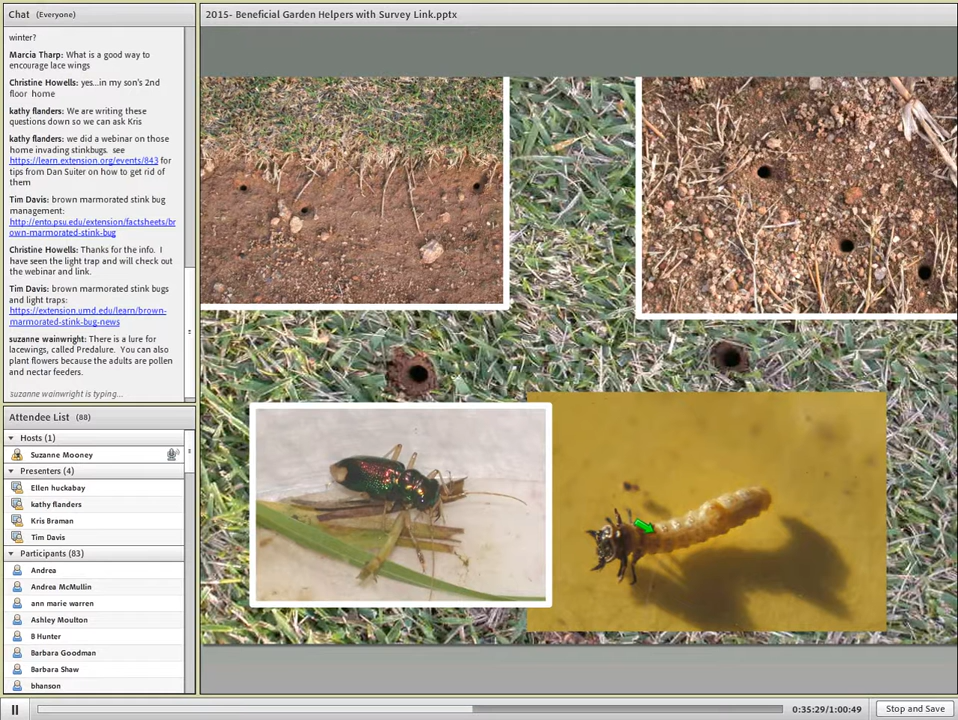 Chat (Everyone)
winter?
Marcia Tharp: What is a good way to
encourage lace wings
Christine Howells: yes...in my son's 2nd
floor home
kathy flanders: We are writing these
questions down so we can ask Kris
kathy flanders: we did a webinar on those
home invading stinkbugs. see
https://learn.extension.org/events/843 for
tips from Dan Suiter on how to get rid of
them
Tim Davis: brown marmorated stink bug
management:
http://ento.psu.edu/extension/factsheets/br
own-marmorated-stink-bug
Christine Howells: Thanks for the info. I
have seen the light trap and will check out
the webinar and link.
Tim Davis: brown marmorated stink bugs
and light traps:
https://extension.umd.edu/learn/brown-
marmorated-stink-bug-news
suzanne wainwright: There is a lure for
lacewings, called Predalure. You can also
plant flowers because the adults are pollen
and nectar feeders.
suzanne wainwright is typing...
Attendee List (88)
Hosts (1)
Suzanne Mooney
Presenters (4)
Ellen huckabay
kathy flanders
Kris Braman
Tim Davis
Participants (83)
Andrea
Andrea McMullin
ann marie warren
Ashley Moulton
B Hunter
Barbara Goodman
Barbara Shaw
bhanson
2015- Beneficial Garden Helpers with Survey Link.pptx
0:35:29/1:00:49
Stop and Save